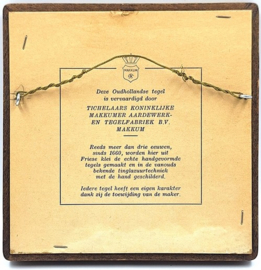 MAKKUM
Deze Oudhollandse tegel
is vervaardigd door
TICHELAARS KONINKLIJKE
MAKKUMER AARDEWERK-
EN TEGELFABRIEK B.V.
MAKKUM
Reeds meer dan drie eeuwen,
sinds 1660, worden hier uit
Friese klei de echte handgevormde
tegels gemaakt en in de vanouds
bekende tinglazuurtechniek
met de hand geschilderd.
Iedere tegel heeft een eigen karakter
dank zij de toewijding van de maker.